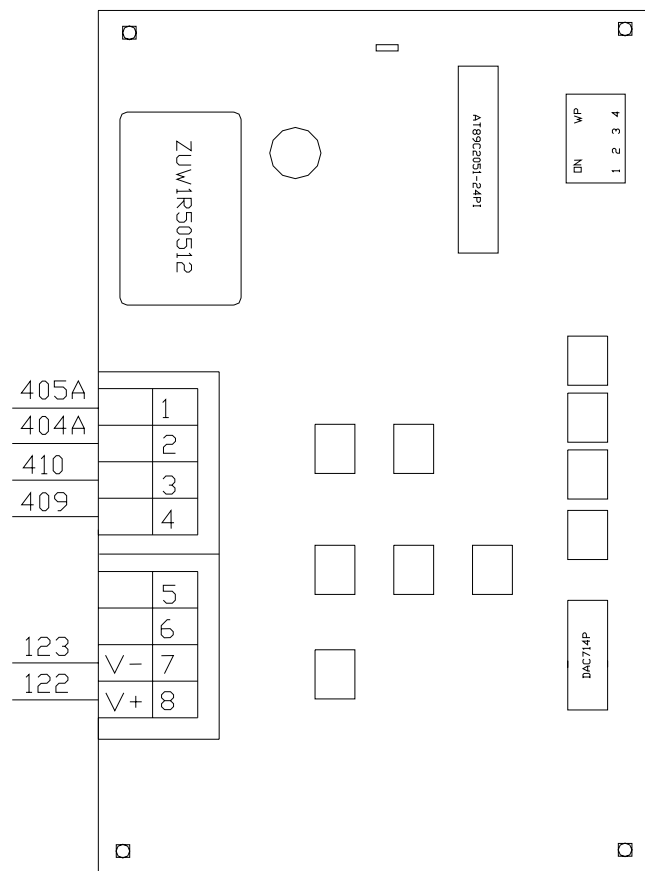 ZUW1R50512
AT89C2051-24PI
ON WP
1 2 3 4
405A 1
404A 2
410 3
409 4
5
6
123 V- 7
122 V+ 8
DAC714P